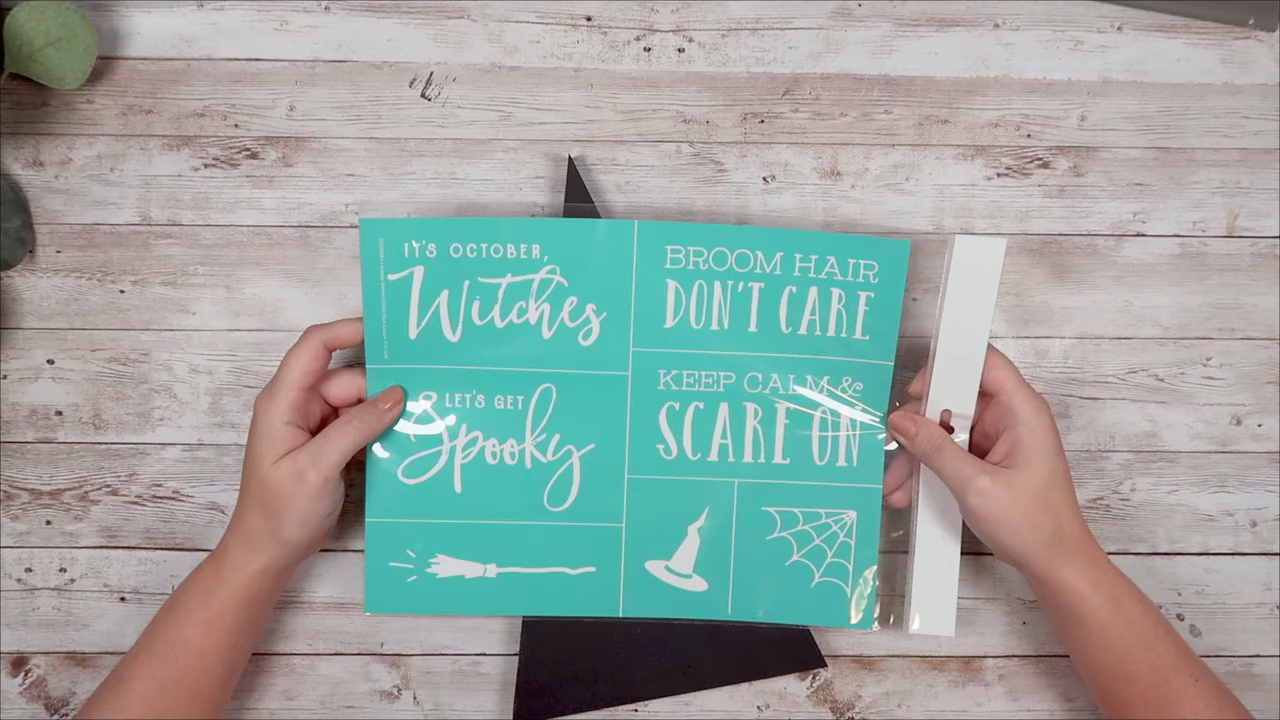 IT'S OCTOBER,
Witches
LET'S GET
Spooky
BROOM HAIR
DON'T CARE
KEEP CALM &
SCARE ON